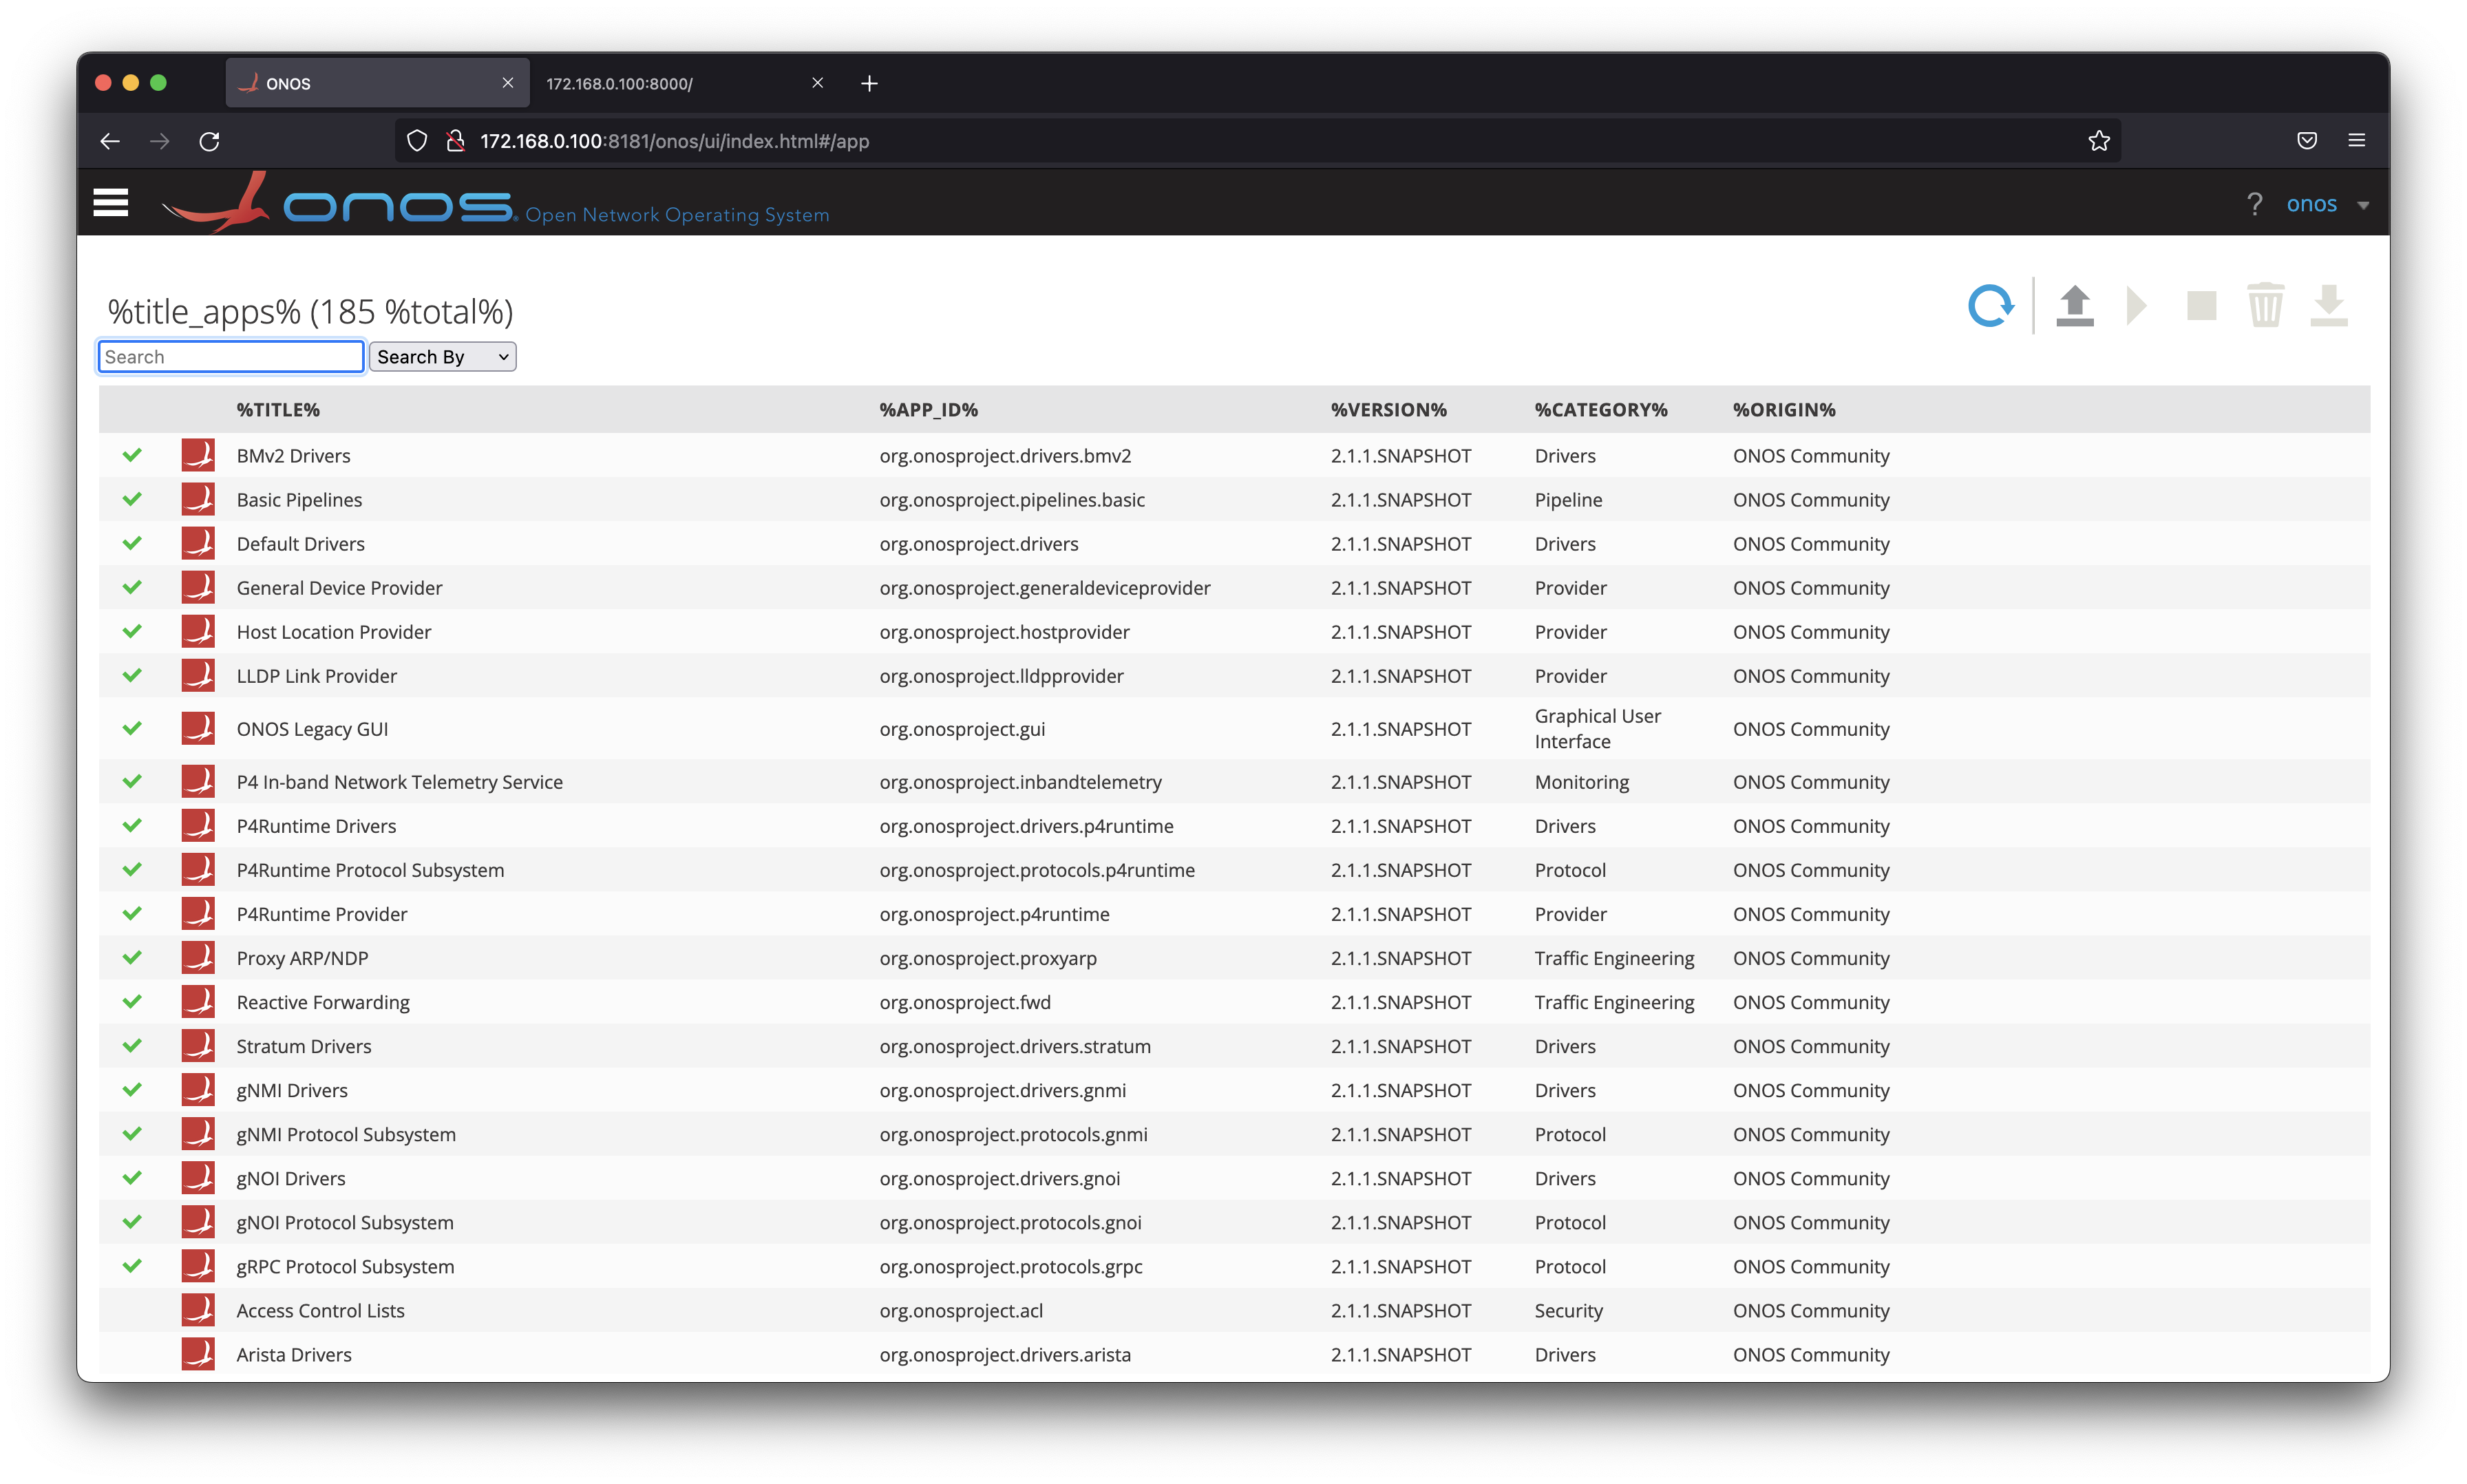 ONOS
172.168.0.100:8000/
172.168.0.100:8181/onos/ui/index.html#/app
onos Open Network Operating System
? onos
%title_apps% (185 %total%)
Search Search By
%TITLE% %APP_ID% %VERSION% %CATEGORY% %ORIGIN%
BMv2 Drivers org.onosproject.drivers.bmv2 2.1.1.SNAPSHOT Drivers ONOS Community
Basic Pipelines org.onosproject.pipelines.basic 2.1.1.SNAPSHOT Pipeline ONOS Community
Default Drivers org.onosproject.drivers 2.1.1.SNAPSHOT Drivers ONOS Community
General Device Provider org.onosproject.generaldeviceprovider 2.1.1.SNAPSHOT Provider ONOS Community
Host Location Provider org.onosproject.hostprovider 2.1.1.SNAPSHOT Provider ONOS Community
LLDP Link Provider org.onosproject.lldpprovider 2.1.1.SNAPSHOT Provider ONOS Community
ONOS Legacy GUI org.onosproject.gui 2.1.1.SNAPSHOT Graphical User Interface ONOS Community
P4 In-band Network Telemetry Service org.onosproject.inbandtelemetry 2.1.1.SNAPSHOT Monitoring ONOS Community
P4Runtime Drivers org.onosproject.drivers.p4runtime 2.1.1.SNAPSHOT Drivers ONOS Community
P4Runtime Protocol Subsystem org.onosproject.protocols.p4runtime 2.1.1.SNAPSHOT Protocol ONOS Community
P4Runtime Provider org.onosproject.p4runtime 2.1.1.SNAPSHOT Provider ONOS Community
Proxy ARP/NDP org.onosproject.proxyarp 2.1.1.SNAPSHOT Traffic Engineering ONOS Community
Reactive Forwarding org.onosproject.fwd 2.1.1.SNAPSHOT Traffic Engineering ONOS Community
Stratum Drivers org.onosproject.drivers.stratum 2.1.1.SNAPSHOT Drivers ONOS Community
gNMI Drivers org.onosproject.drivers.gnmi 2.1.1.SNAPSHOT Drivers ONOS Community
gNMI Protocol Subsystem org.onosproject.protocols.gnmi 2.1.1.SNAPSHOT Protocol ONOS Community
gNOI Drivers org.onosproject.drivers.gnoi 2.1.1.SNAPSHOT Drivers ONOS Community
gNOI Protocol Subsystem org.onosproject.protocols.gnoi 2.1.1.SNAPSHOT Protocol ONOS Community
gRPC Protocol Subsystem org.onosproject.protocols.grpc 2.1.1.SNAPSHOT Protocol ONOS Community
Access Control Lists org.onosproject.acl 2.1.1.SNAPSHOT Security ONOS Community
Arista Drivers org.onosproject.drivers.arista 2.1.1.SNAPSHOT Drivers ONOS Community